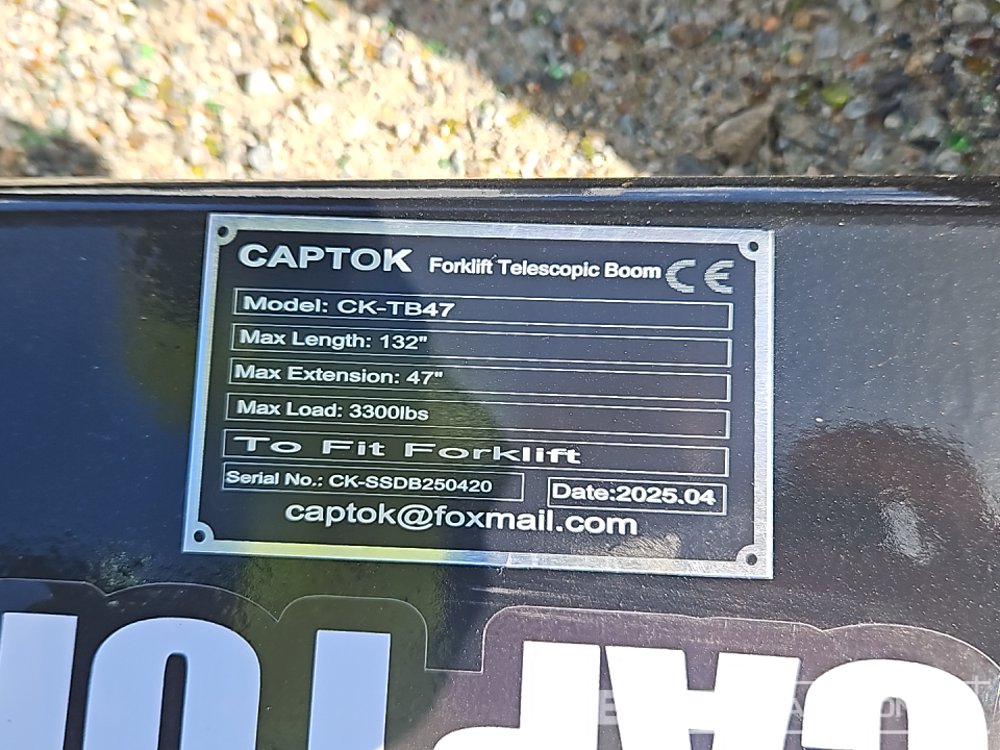 CAPTOK Forklift Telescopic Boom CE
Model: CK-TB47
Max Length: 132"
Max Extension: 47"
Max Load: 3300lbs
To Fit Forklift
Serial No.: CK-SSDB250420 Date:2025.04
captok@foxmail.com